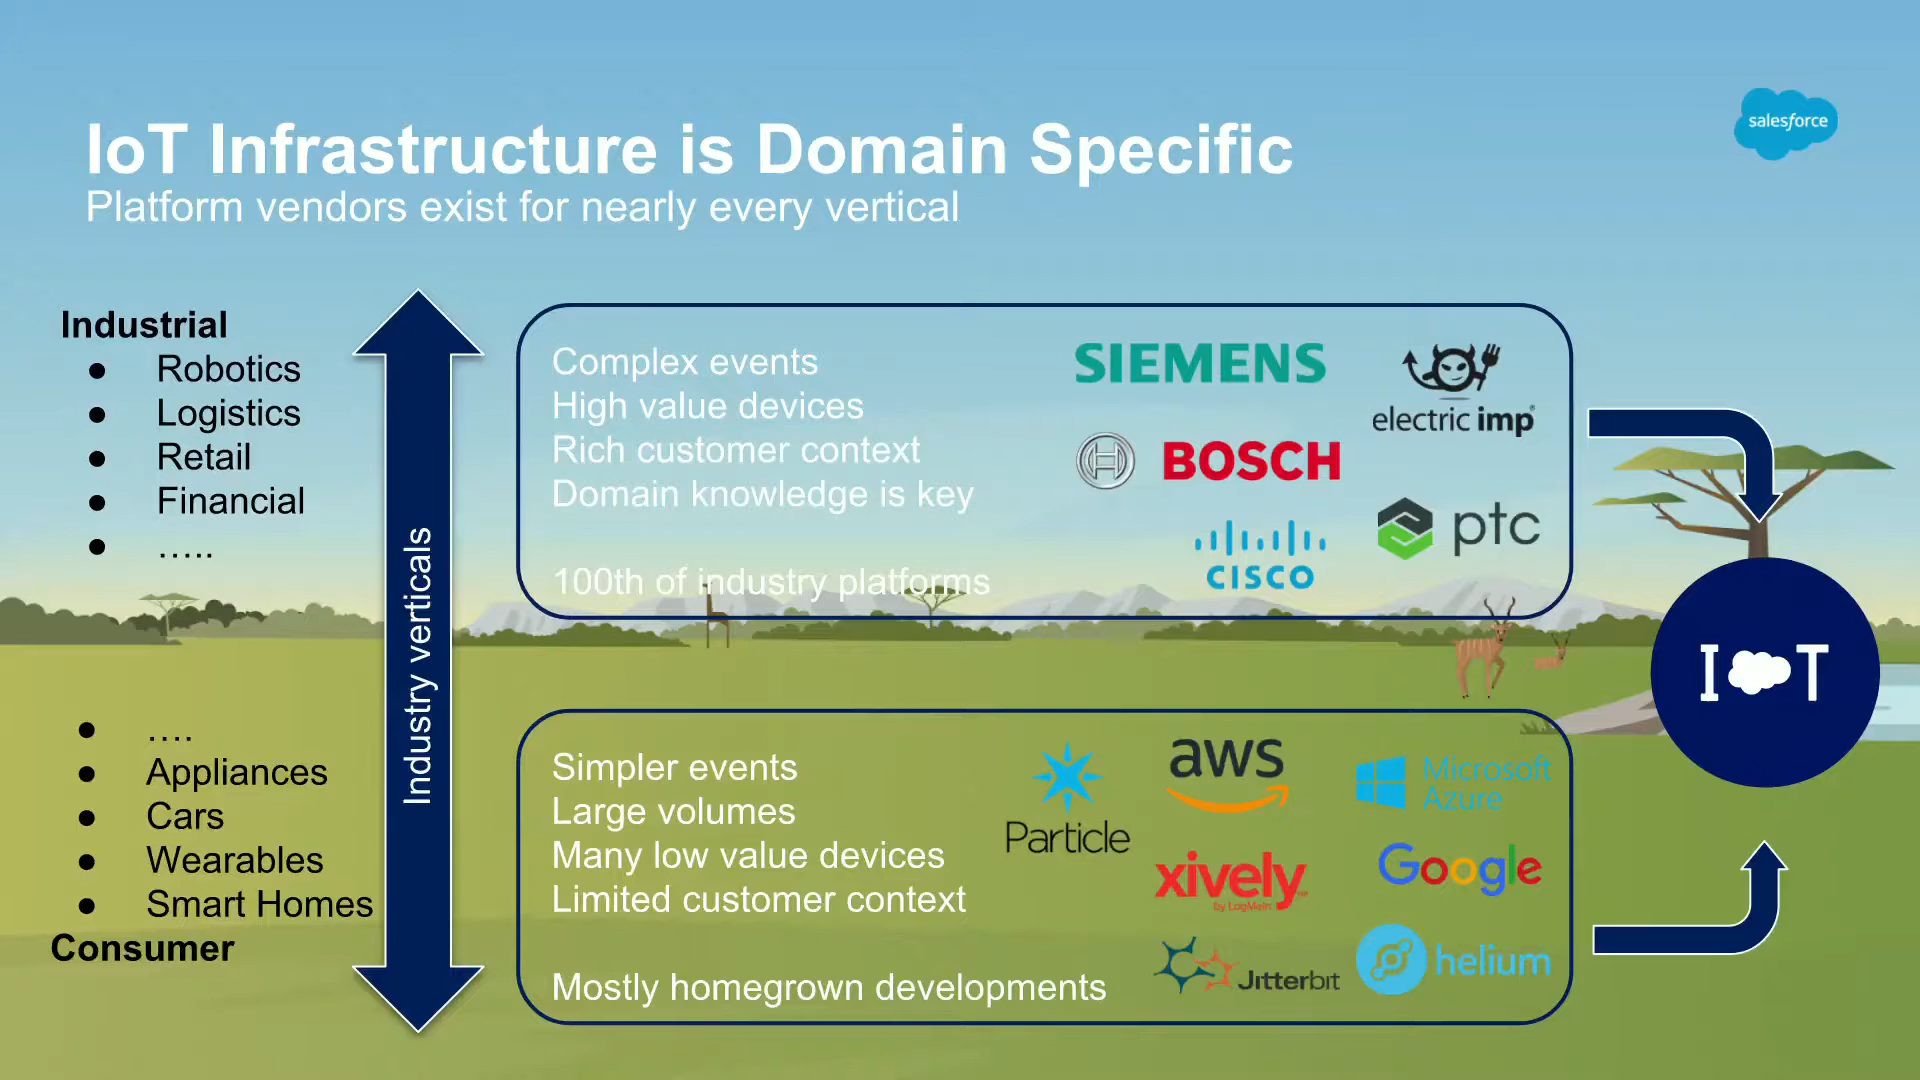 IoT Infrastructure is Domain Specific
Platform vendors exist for nearly every vertical
salesforce
Industrial
● Robotics
● Logistics
● Retail
● Financial
● …..
Industry verticals
● ….
● Appliances
● Cars
● Wearables
● Smart Homes
Consumer
Complex events
High value devices
Rich customer context
Domain knowledge is key
100th of industry platforms
SIEMENS
electric imp
BOSCH
ptc
CISCO
Simpler events
Large volumes
Many low value devices
Limited customer context
Mostly homegrown developments
Particle
aws
Microsoft
Azure
xively
by LogMeIn
Google
Jitterbit
helium
I T